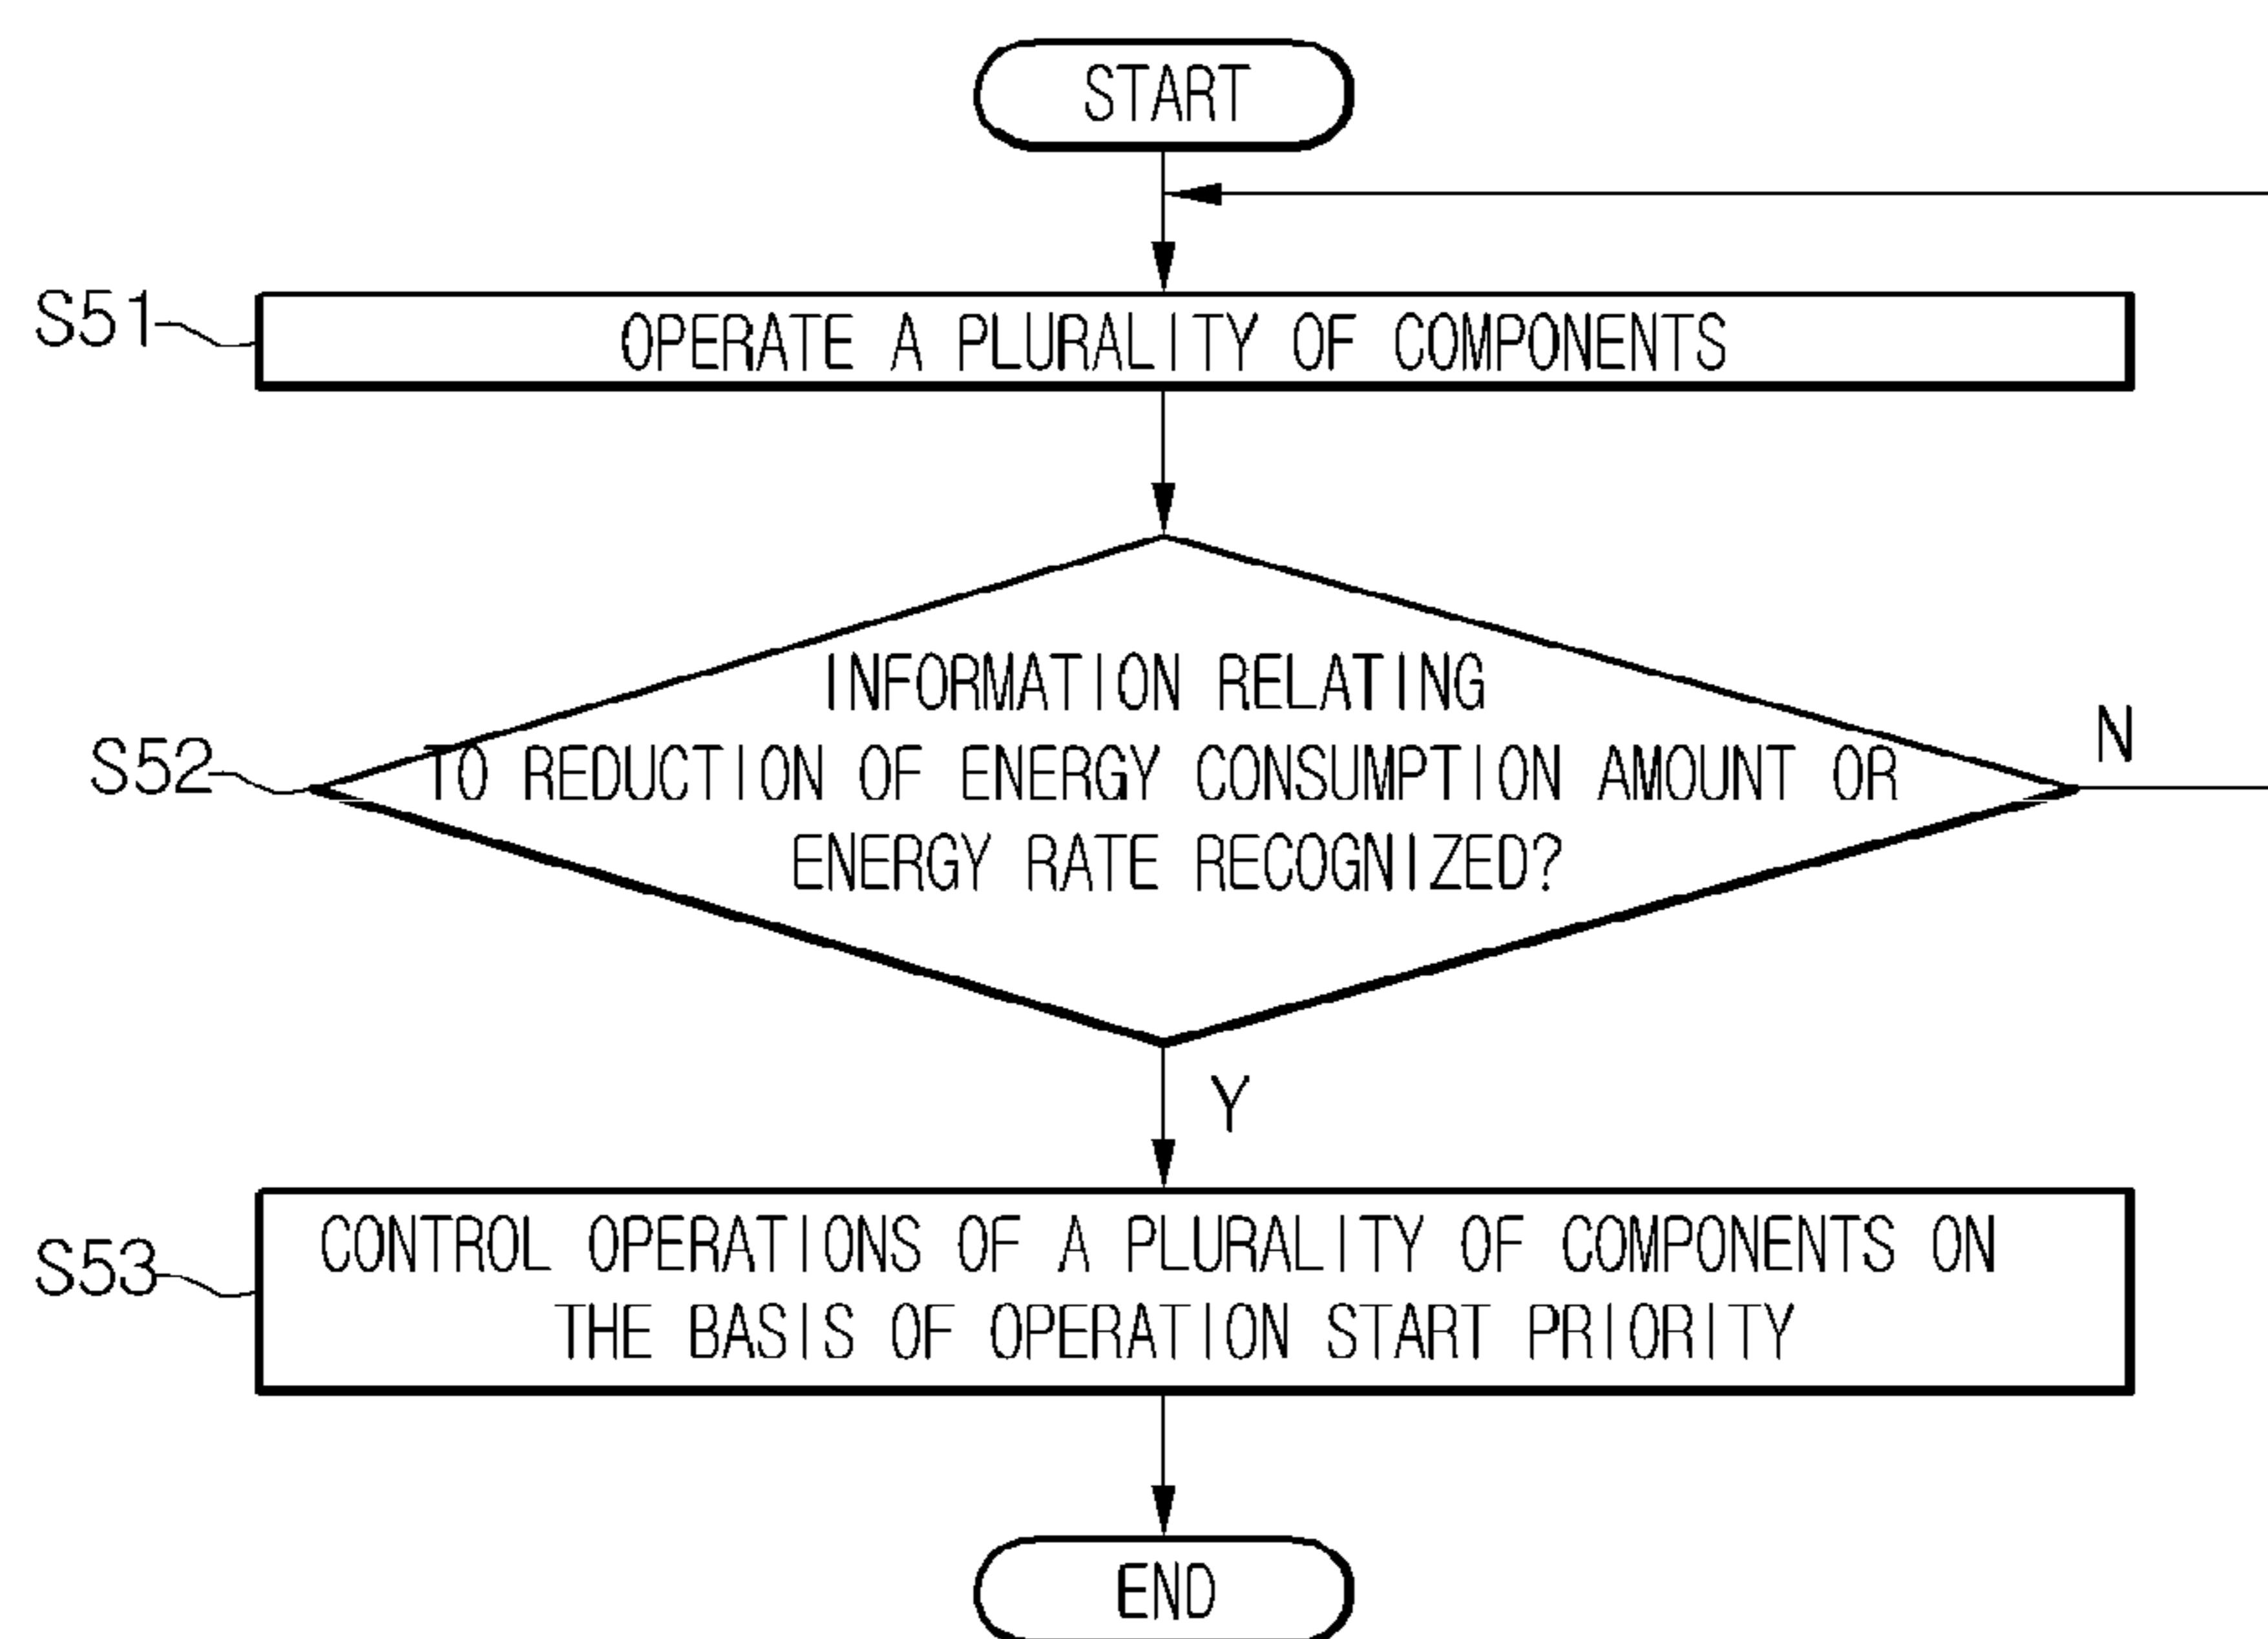 START
S51
OPERATE A PLURALITY OF COMPONENTS
INFORMATION RELATING
S52
TO REDUCTION OF ENERGY CONSUMPTION AMOUNT OR
N
ENERGY RATE RECOGNIZED?
Y
S53
CONTROL OPERATIONS OF A PLURALITY OF COMPONENTS ON
THE BASIS OF OPERATION START PRIORITY
END